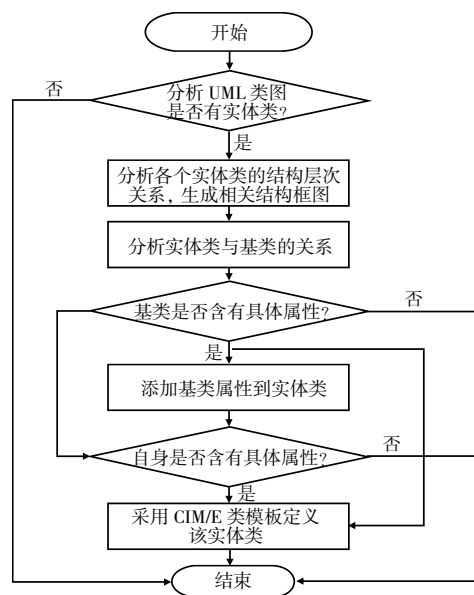 开始
否
分析 UML 类图
是否有实体类?
是
分析各个实体类的结构层次
关系, 生成相关结构框图
分析实体类与基类的关系
基类是否含有具体属性?
否
是
添加基类属性到实体类
自身是否含有具体属性?
否
是
采用 CIM/E 类模板定义
该实体类
结束